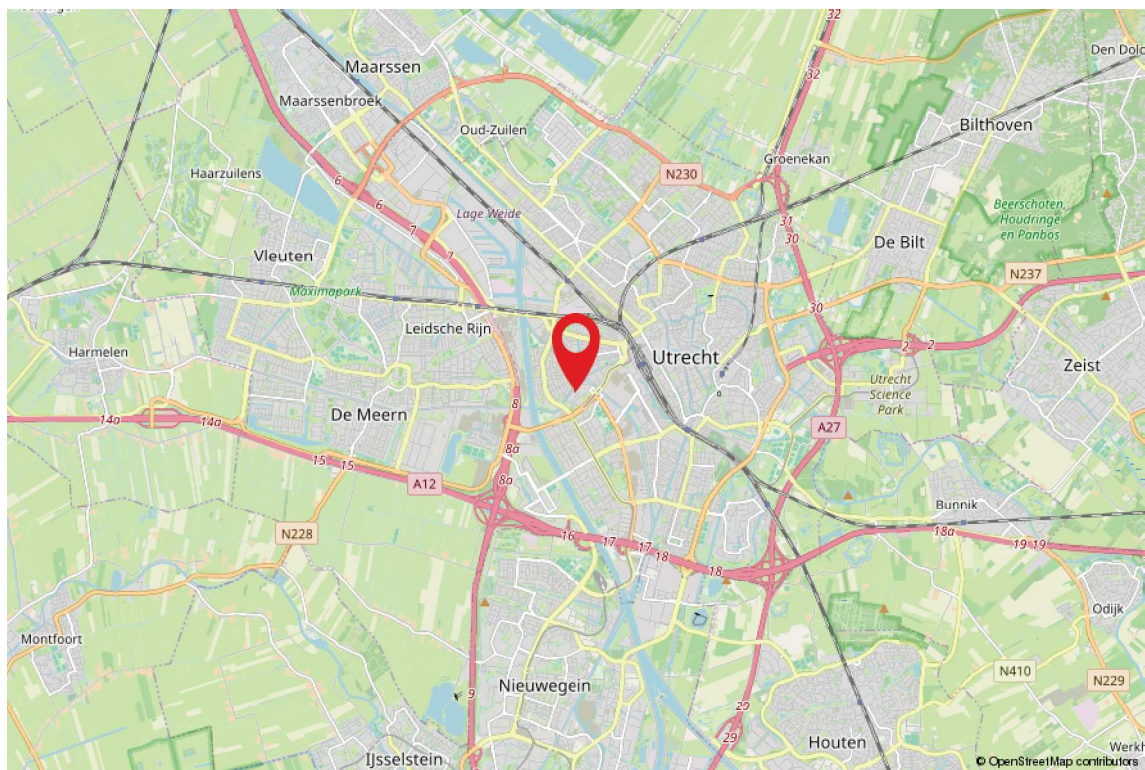 32
Maarssen
Den Dolc
32
Maarssenbroek
Bilthoven
Oud-Zuilen
Groenekan
Haarzuilens
N230
6
6
Lage Weide
Beerschoten,
Houdringe
en Panbos
31
7
30
De Bilt
7
Vleuten
N237
Máximapark
30
Leidsche Rijn
2
2
Harmelen
Utrecht
Zeist
Utrecht
Science
Park
8
De Meern
14a
14a
A27
8a
15
15
A12
8a
Bunnik
N228
16
17
17
18
18
18a
19
19
Odijk
Montfoort
N410
N229
Nieuwegein
9
29
29
Houten
IJsselstein
Werkh
© OpenStreetMap contributors